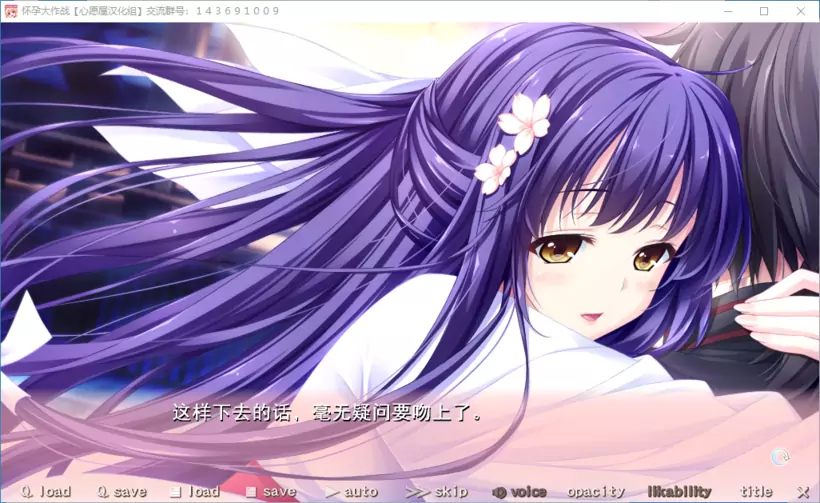 怀孕大作战【心愿屋汉化组】交流群号：１４３６９１００９
这样下去的话，毫无疑问要吻上了。
Q.load Q.save load save auto skip voice opacity likability title